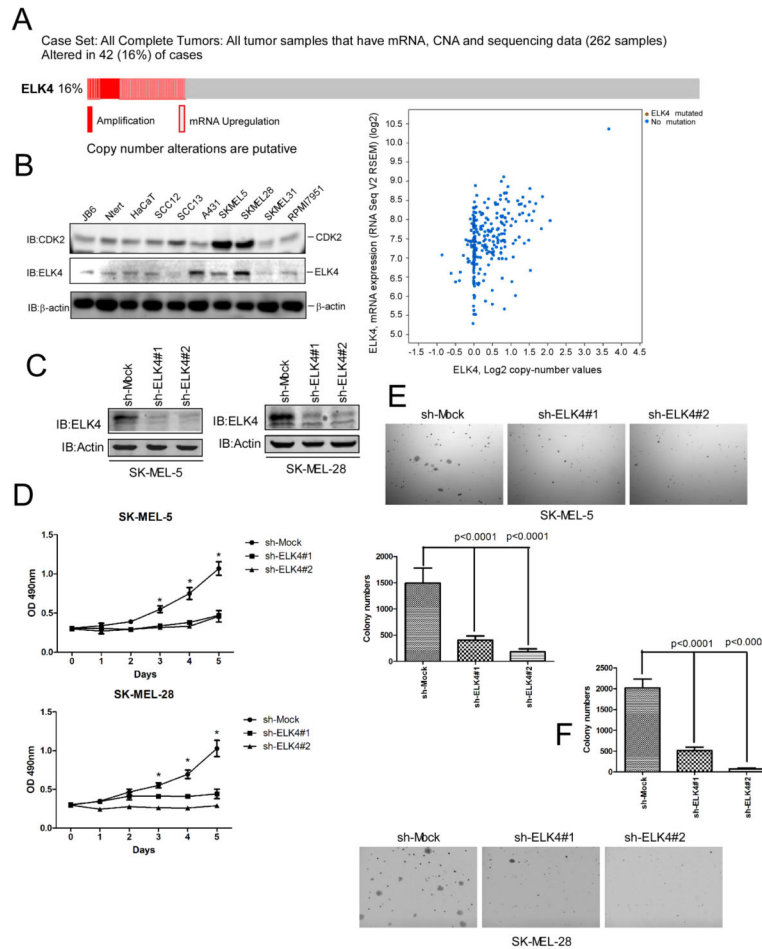 A
Case Set: All Complete Tumors: All tumor samples that have mRNA, CNA and sequencing data (262 samples)
Altered in 42 (16%) of cases
ELK4 16%
Amplification
mRNA Upregulation
Copy number alterations are putative
ELK4 mutated
No mutation
ELK4, mRNA expression (RNA Seq V2 RSEM) (log2)
10.5
10.0
9.5
9.0
8.5
8.0
7.5
7.0
6.5
6.0
5.5
5.0
-1.5 -1.0 -0.5 0.0 0.5 1.0 1.5 2.0 2.5 3.0 3.5 4.0 4.5
ELK4, Log2 copy-number values
B
JB6 Ntert HaCaT SCC12 SCC13 A431 SKMEL5 SKMEL28 SKMEL31 RPMI7951
IB:CDK2 CDK2
IB:ELK4 ELK4
IB:β-actin β-actin
C
sh-Mock sh-ELK4#1 sh-ELK4#2
IB:ELK4
IB:Actin
SK-MEL-5
sh-Mock sh-ELK4#1 sh-ELK4#2
IB:ELK4
IB:Actin
SK-MEL-28
D
SK-MEL-5
OD 490nm
1.5
1.0
0.5
0.0
0 1 2 3 4 5
Days
sh-Mock
sh-ELK4#1
sh-ELK4#2
* * *
SK-MEL-28
OD 490nm
1.5
1.0
0.5
0.0
0 1 2 3 4 5
Days
sh-Mock
sh-ELK4#1
sh-ELK4#2
* * *
E
sh-Mock sh-ELK4#1 sh-ELK4#2
SK-MEL-5
p<0.0001 p<0.0001
Colony numbers
2000
1500
1000
500
0
sh-Mock sh-ELK4#1 sh-ELK4#2
F
p<0.0001 p<0.000
Colony numbers
2500
2000
1500
1000
500
0
sh-Mock sh-ELK4#1 sh-ELK4#2
sh-Mock sh-ELK4#1 sh-ELK4#2
SK-MEL-28